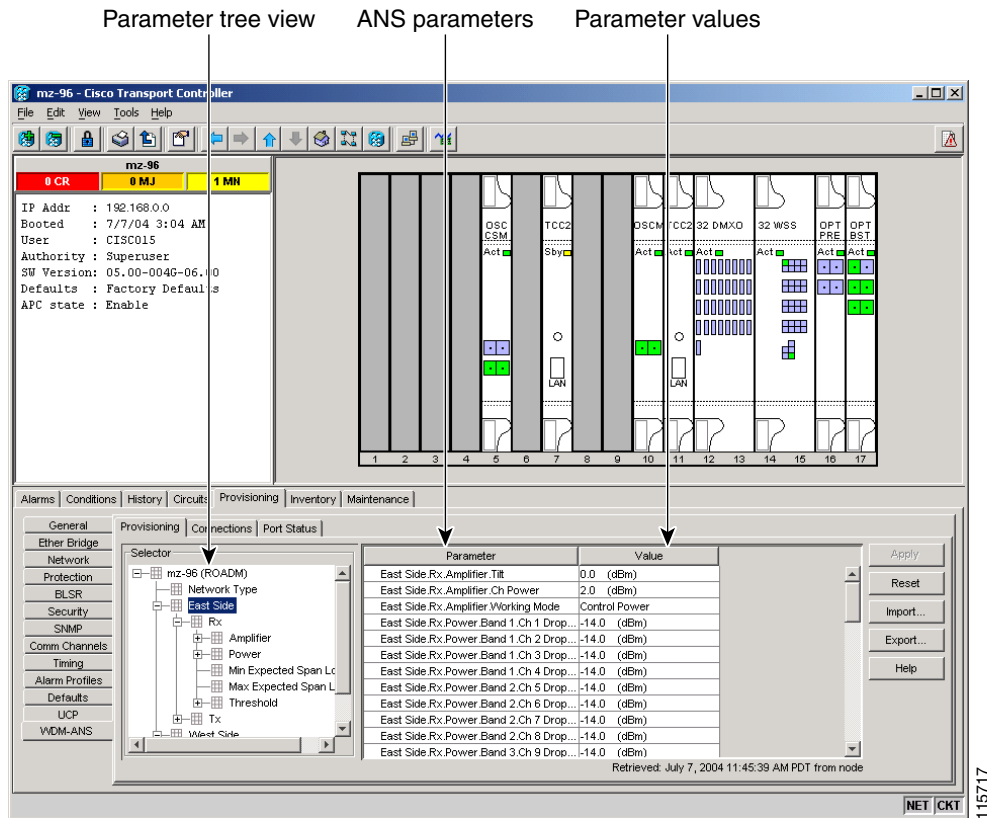 Parameter tree view ANS parameters Parameter values
mz-96 - Cisco Transport Controller
File Edit View Tools Help
mz-96
0 CR 0 MJ 1 MN
IP Addr : 192.168.0.0
Booted : 7/7/04 3:04 AM
User : CISCO15
Authority : Superuser
SW Version: 05.00-004G-06.00
Defaults : Factory Defaults
APC state : Enable
OSC CSM TCC2 OSCM TCC2 32 DMXO 32 WSS OPT PRE OPT BST
Act Sby Act Act Act Act Act Act
LAN LAN
1 2 3 4 5 6 7 8 9 10 11 12 13 14 15 16 17
Alarms Conditions History Circuits Provisioning Inventory Maintenance
General
Ether Bridge
Network
Protection
BLSR
Security
SNMP
Comm Channels
Timing
Alarm Profiles
Defaults
UCP
WDM-ANS
Provisioning Connections Port Status
Selector
mz-96 (ROADM)
Network Type
East Side
Rx
Amplifier
Power
Min Expected Span Lo
Max Expected Span L
Threshold
Tx
West Side
Parameter Value
East Side.Rx.Amplifier.Tilt 0.0 (dBm)
East Side.Rx.Amplifier.Ch Power 2.0 (dBm)
East Side.Rx.Amplifier.Working Mode Control Power
East Side.Rx.Power.Band 1.Ch 1 Drop... -14.0 (dBm)
East Side.Rx.Power.Band 1.Ch 2 Drop... -14.0 (dBm)
East Side.Rx.Power.Band 1.Ch 3 Drop... -14.0 (dBm)
East Side.Rx.Power.Band 1.Ch 4 Drop... -14.0 (dBm)
East Side.Rx.Power.Band 2.Ch 5 Drop... -14.0 (dBm)
East Side.Rx.Power.Band 2.Ch 6 Drop... -14.0 (dBm)
East Side.Rx.Power.Band 2.Ch 7 Drop... -14.0 (dBm)
East Side.Rx.Power.Band 2.Ch 8 Drop... -14.0 (dBm)
East Side.Rx.Power.Band 3.Ch 9 Drop... -14.0 (dBm)
Apply
Reset
Import...
Export...
Help
Retrieved: July 7, 2004 11:45:39 AM PDT from node
NET CKT
115717